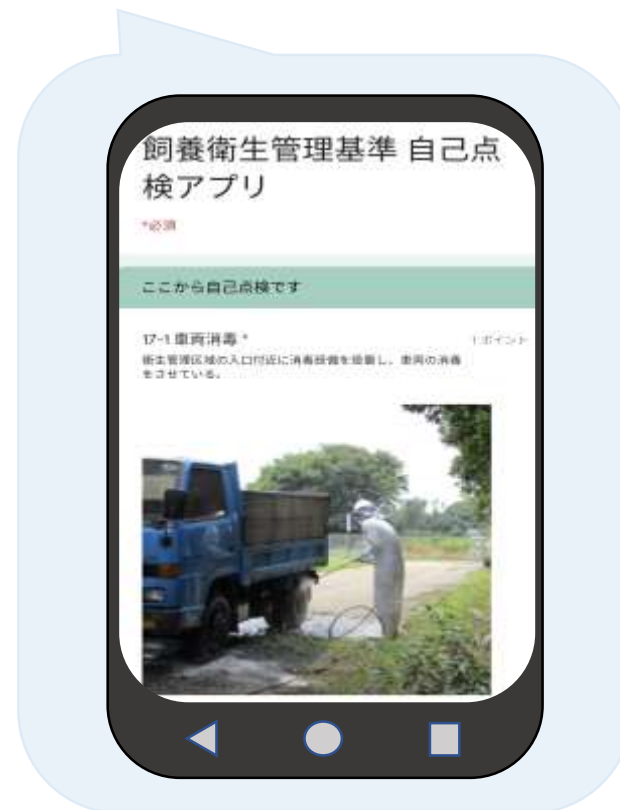 飼養衛生管理基準 自己点
検アプリ
*必須
ここから自己点検です
17-1 車両消毒 *
1 ポイント
衛生管理区域の入口付近に消毒設備を設置し、車両の消毒
をさせている。